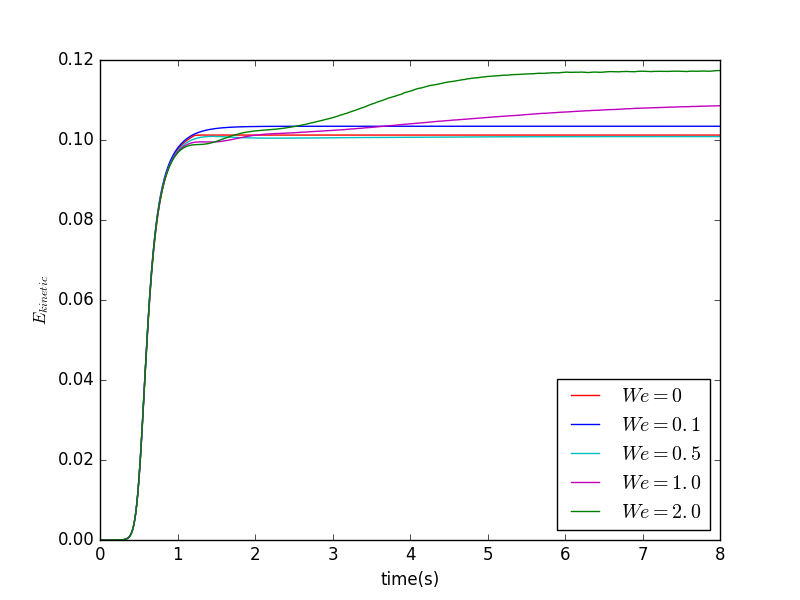 0.12
0.10
0.08
0.06
0.04
0.02
0.00
E_{kinetic}
0 1 2 3 4 5 6 7 8
time(s)
We = 0
We = 0.1
We = 0.5
We = 1.0
We = 2.0